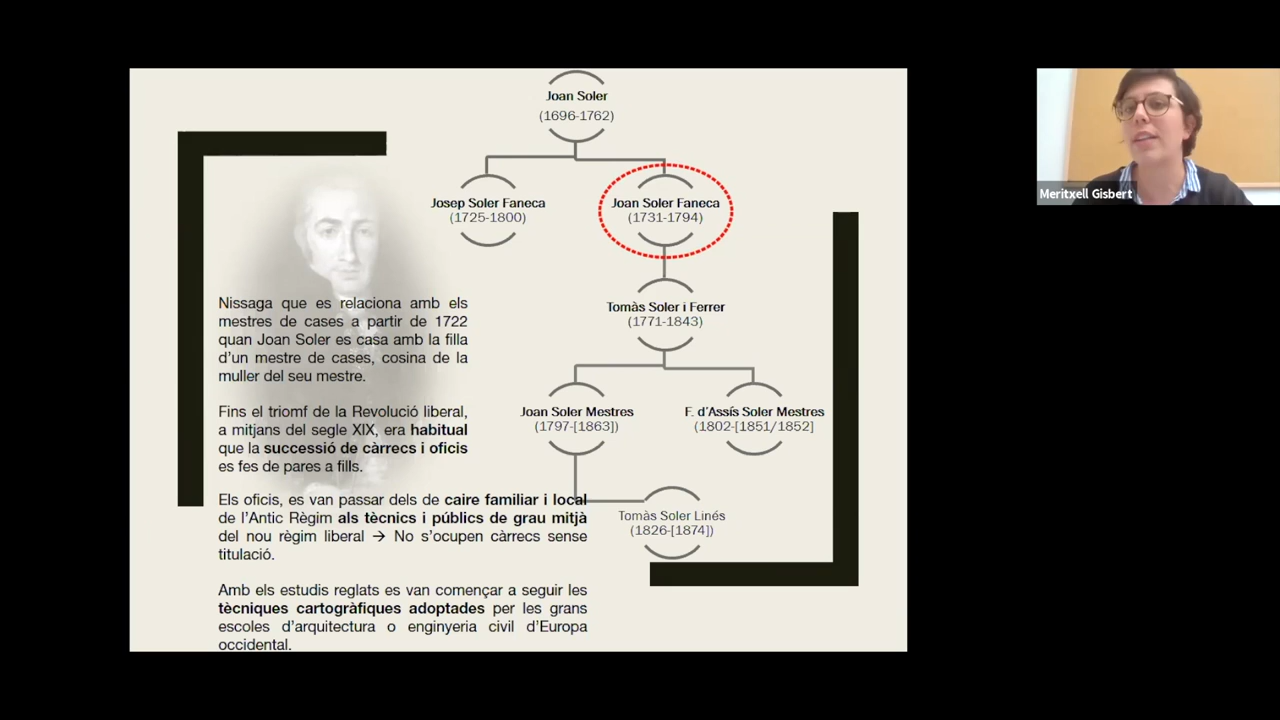 Joan Soler
(1696-1762)
Josep Soler Faneca
(1725-1800)
Joan Soler Faneca
(1731-1794)
Tomàs Soler i Ferrer
(1771-1843)
Joan Soler Mestres
(1797-[1863])
F. d'Assís Soler Mestres
(1802-[1851/1852]
Tomàs Soler Linés
(1826-[1874])
Nissaga que es relaciona amb els
mestres de cases a partir de 1722
quan Joan Soler es casa amb la filla
d'un mestre de cases, cosina de la
muller del seu mestre.
Fins el triomf de la Revolució liberal,
a mitjans del segle XIX, era habitual
que la successió de càrrecs i oficis
es fes de pares a fills.
Els oficis, es van passar dels de caire familiar i local
de l'Antic Règim als tècnics i públics de grau mitjà
del nou règim liberal → No s'ocupen càrrecs sense
titulació.
Amb els estudis reglats es van començar a seguir les
tècniques cartogràfiques adoptades per les grans
escoles d'arquitectura o enginyeria civil d'Europa
occidental.
Meritxell Gisbert